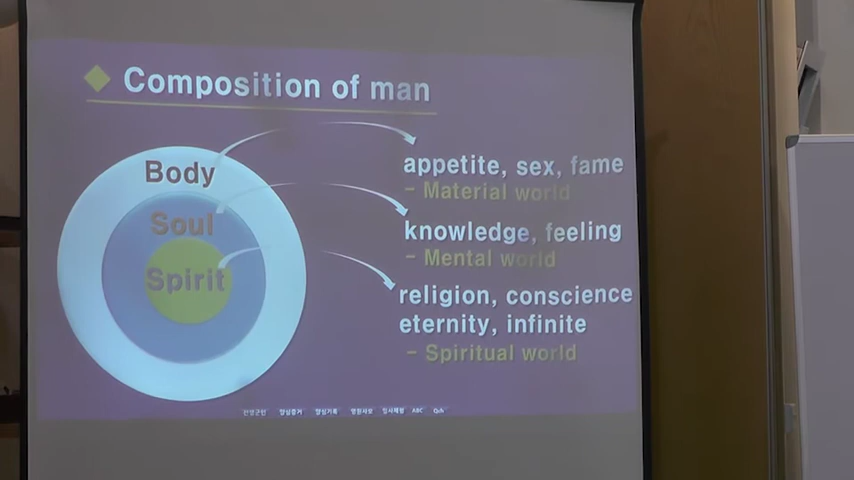 Composition of man
Body
Soul
Spirit
appetite, sex, fame
- Material world
knowledge, feeling
- Mental world
religion, conscience
eternity, infinite
- Spiritual world
ABC